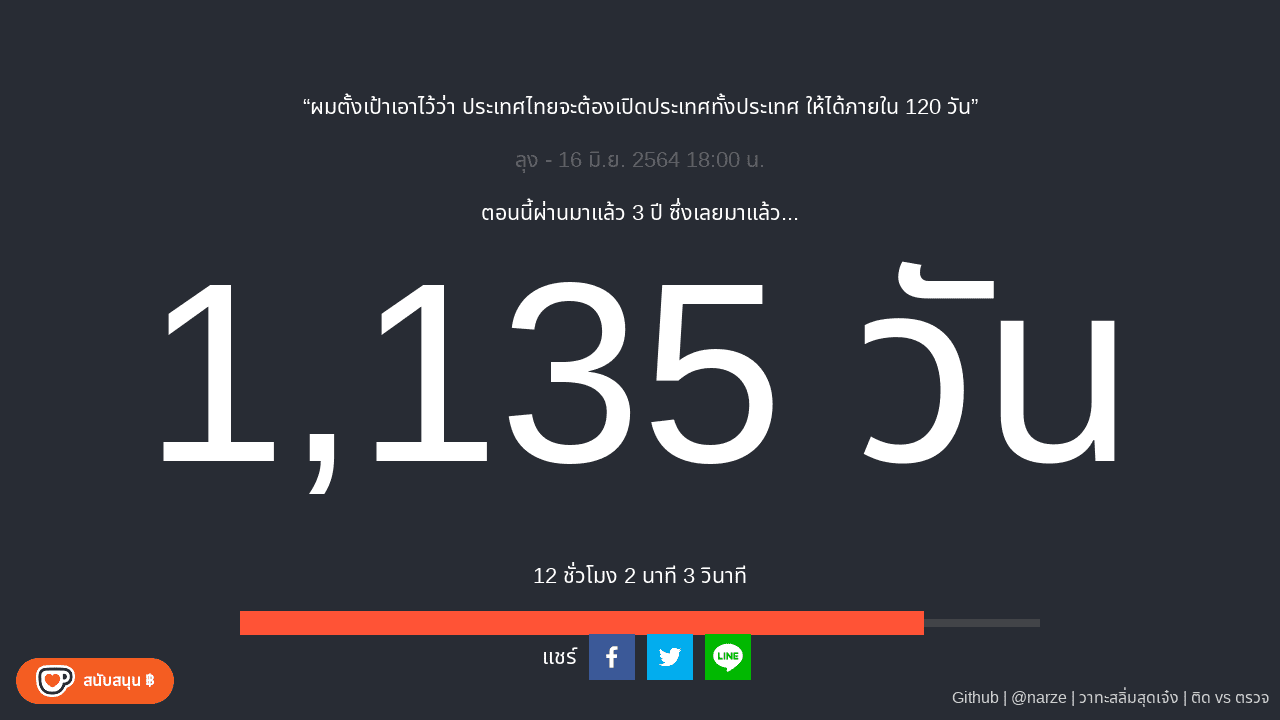 “ผมตั้งเป้าเอาไว้ว่า ประเทศไทยจะต้องเปิดประเทศทั้งประเทศ ให้ได้ภายใน 120 วัน”
ลุง - 16 มิ.ย. 2564 18:00 น.
ตอนนี้ผ่านมาแล้ว 3 ปี ซึ่งเลยมาแล้ว...
1,135 วัน
12 ชั่วโมง 2 นาที 3 วินาที
แชร์
LINE
สนับสนุน ฿
Github | @narze | วาทะสลิ่มสุดเจ๋ง | ติด vs ตรวจ